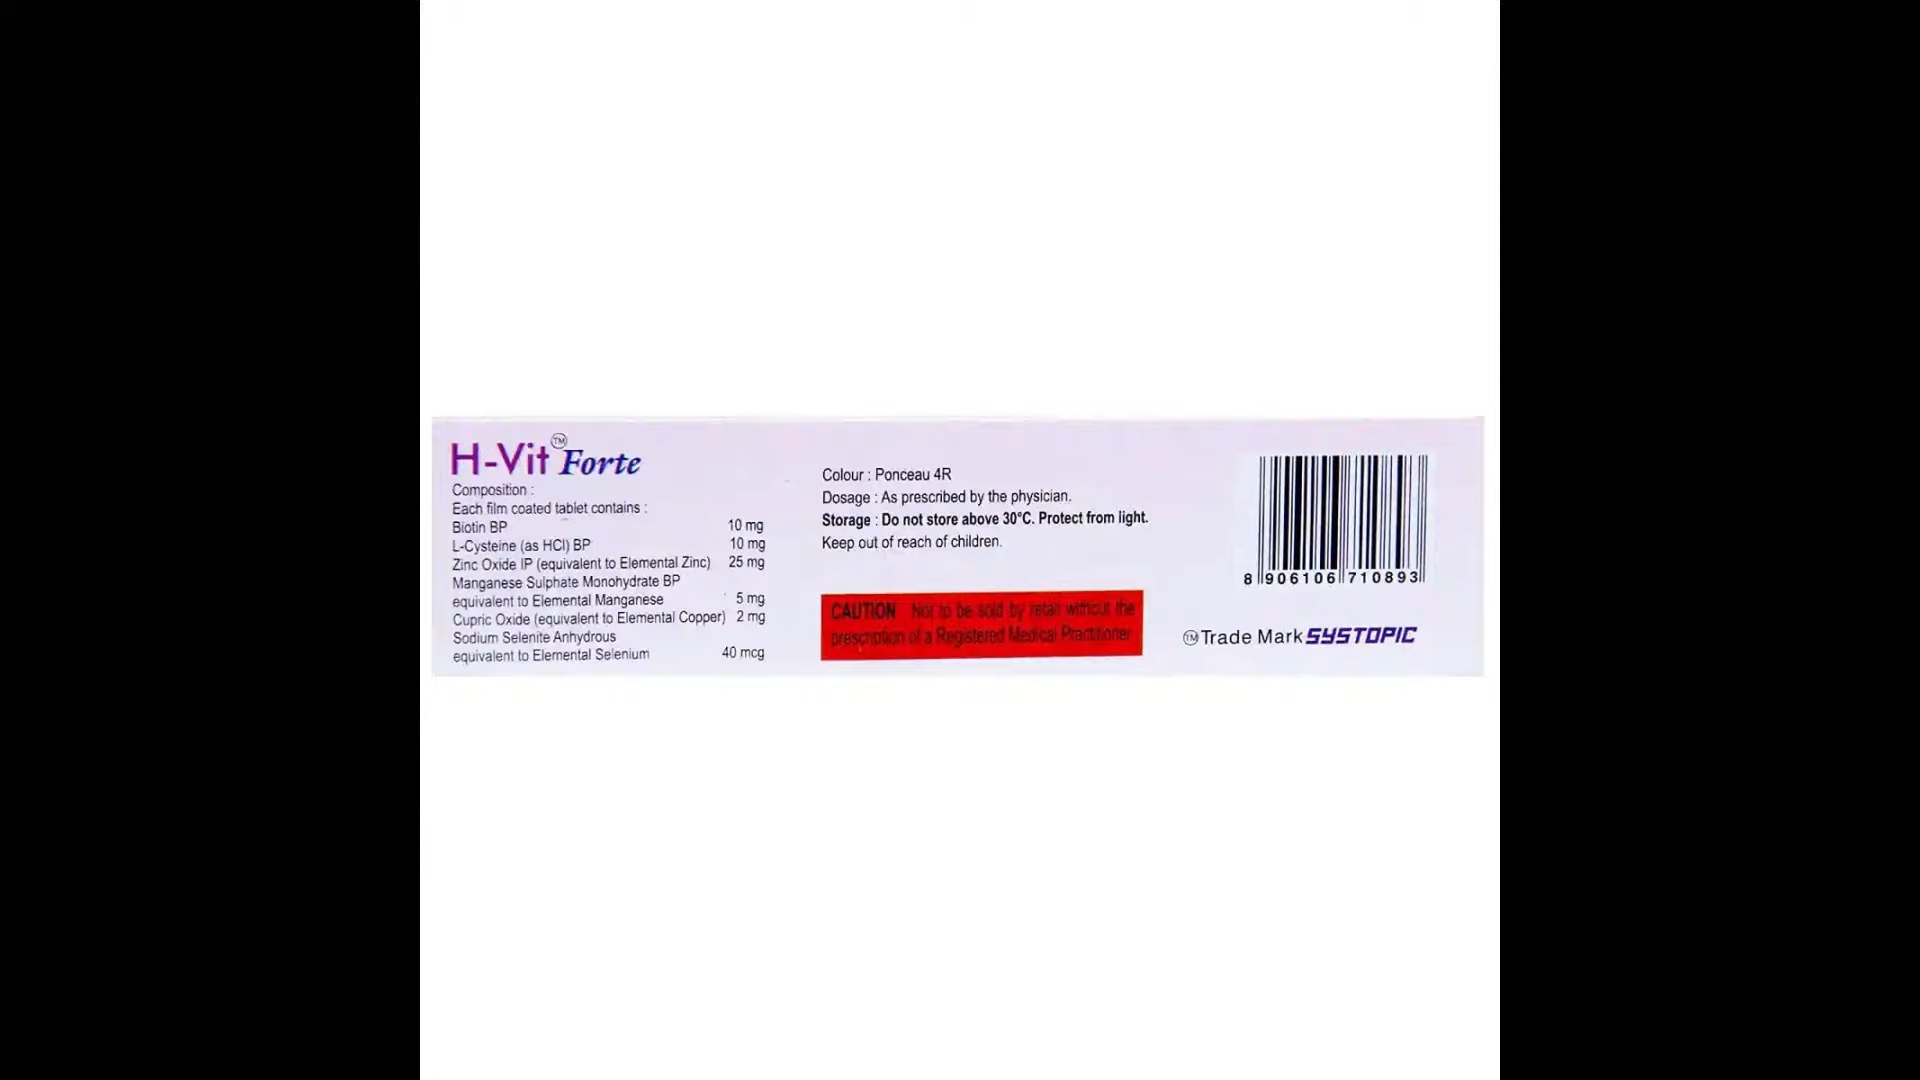 H-Vit™ Forte
Composition :
Each film coated tablet contains :
Biotin BP 10 mg
L-Cysteine (as HCl) BP 10 mg
Zinc Oxide IP (equivalent to Elemental Zinc) 25 mg
Manganese Sulphate Monohydrate BP
equivalent to Elemental Manganese 5 mg
Cupric Oxide (equivalent to Elemental Copper) 2 mg
Sodium Selenite Anhydrous
equivalent to Elemental Selenium 40 mcg
Colour : Ponceau 4R
Dosage : As prescribed by the physician.
Storage : Do not store above 30°C. Protect from light.
Keep out of reach of children.
CAUTION Not to be sold by retail without the
prescription of a Registered Medical Practitioner
8 906106 710893
™ Trade Mark SYSTOPIC